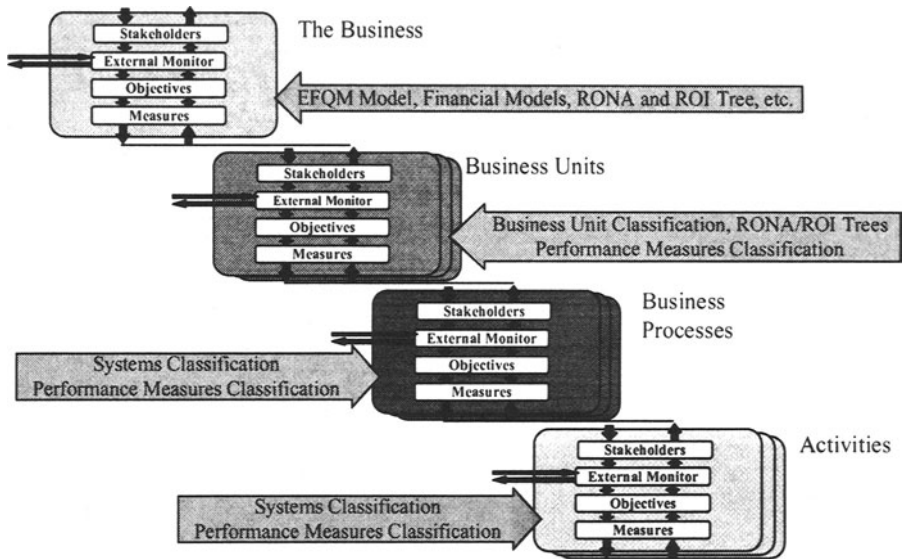 The Business
Stakeholders
External Monitor
Objectives
Measures
EFQM Model, Financial Models, RONA and ROI Tree, etc.
Business Units
Stakeholders
External Monitor
Objectives
Measures
Business Unit Classification, RONA/ROI Trees
Performance Measures Classification
Business
Processes
Stakeholders
External Monitor
Objectives
Measures
Systems Classification
Performance Measures Classification
Activities
Stakeholders
External Monitor
Objectives
Measures
Systems Classification
Performance Measures Classification